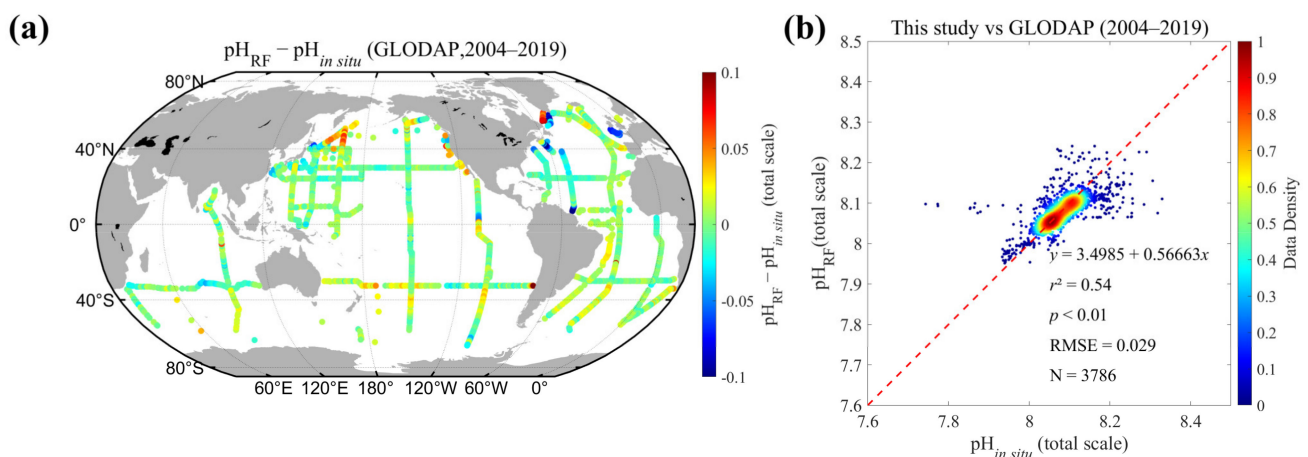 (a)
pH_RF − pH_in situ (GLODAP,2004–2019)
80°N
40°N
0°
40°S
80°S
60°E 120°E 180° 120°W 60°W 0°
0.1
0.05
0
-0.05
-0.1
pH_RF − pH_in situ (total scale)
(b)
This study vs GLODAP (2004–2019)
8.5
8.4
8.3
8.2
8.1
8
7.9
7.8
7.7
7.6
pH_RF(total scale)
y = 3.4985 + 0.56663x
r² = 0.54
p < 0.01
RMSE = 0.029
N = 3786
7.6 7.8 8 8.2 8.4
pH_in situ (total scale)
1
0.9
0.8
0.7
0.6
0.5
0.4
0.3
0.2
0.1
0
Data Density